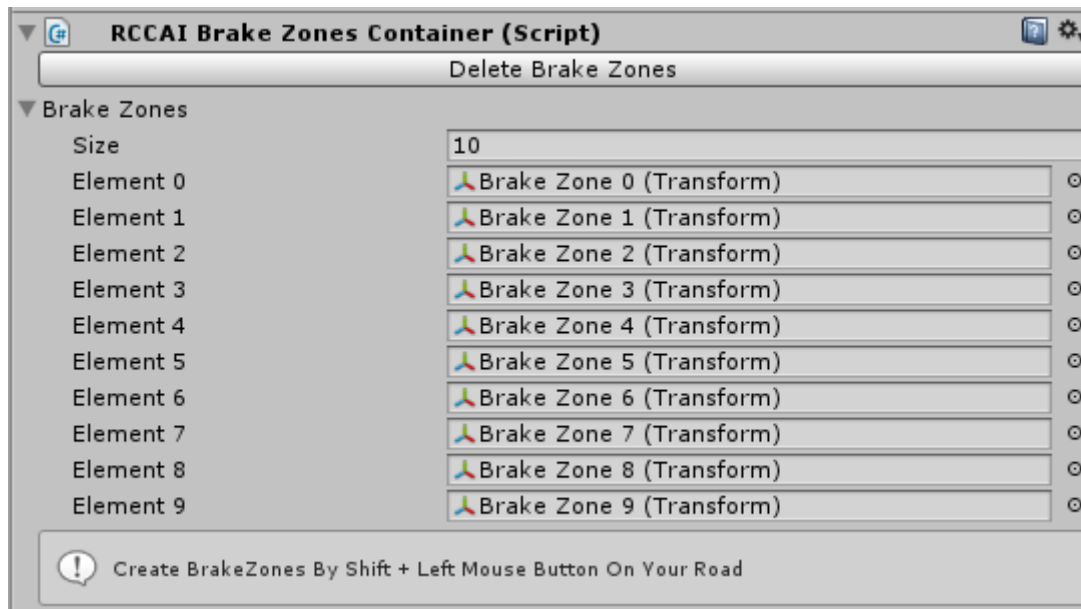 RCCAI Brake Zones Container (Script)
Delete Brake Zones
Brake Zones
Size 10
Element 0 Brake Zone 0 (Transform)
Element 1 Brake Zone 1 (Transform)
Element 2 Brake Zone 2 (Transform)
Element 3 Brake Zone 3 (Transform)
Element 4 Brake Zone 4 (Transform)
Element 5 Brake Zone 5 (Transform)
Element 6 Brake Zone 6 (Transform)
Element 7 Brake Zone 7 (Transform)
Element 8 Brake Zone 8 (Transform)
Element 9 Brake Zone 9 (Transform)
Create BrakeZones By Shift + Left Mouse Button On Your Road